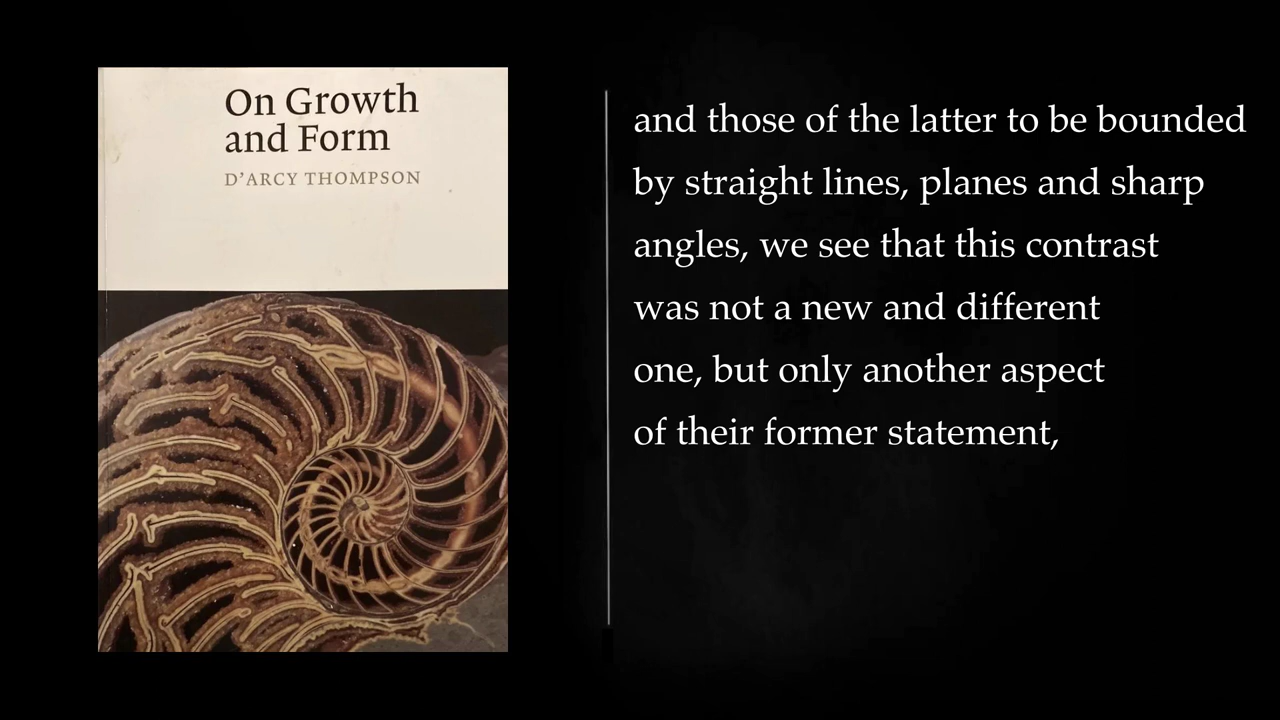 On Growth
and Form
D'ARCY THOMPSON
and those of the latter to be bounded
by straight lines, planes and sharp
angles, we see that this contrast
was not a new and different
one, but only another aspect
of their former statement,